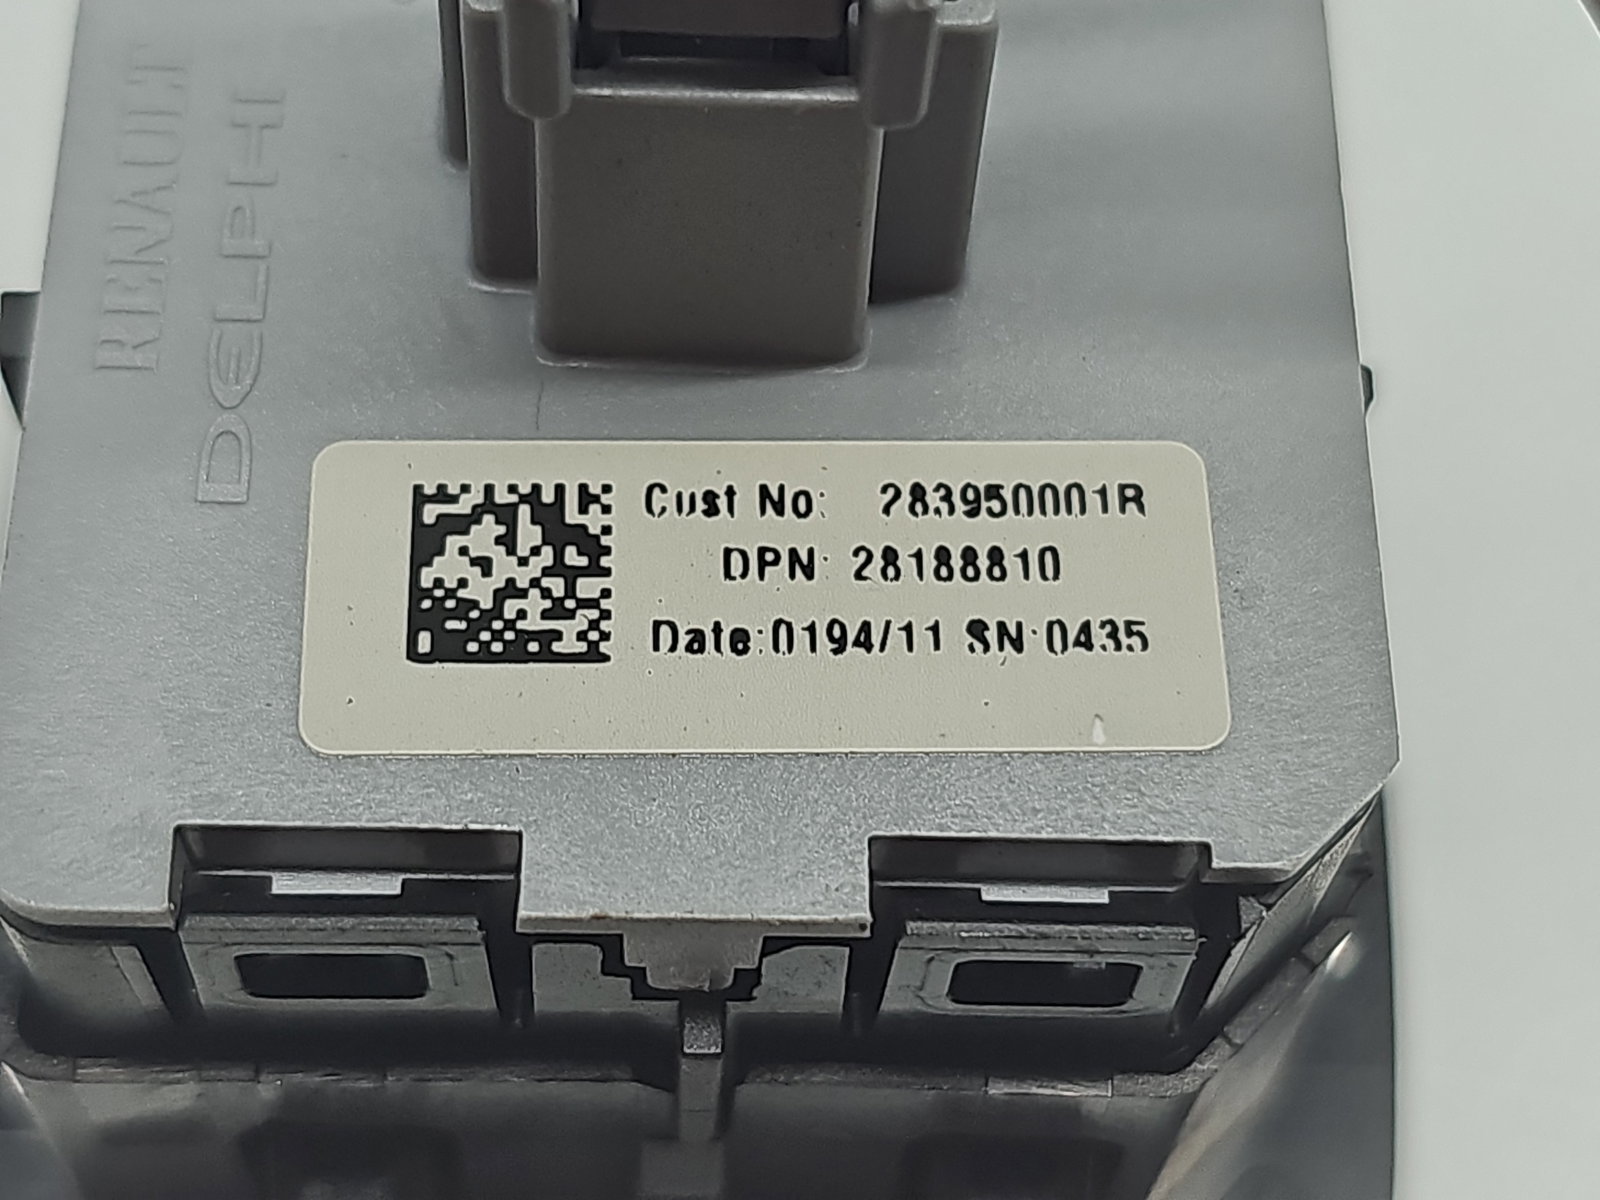 RENAULT
DELPHI
Cust No: 283950001R
DPN: 28188810
Date:0194/11 SN:0435